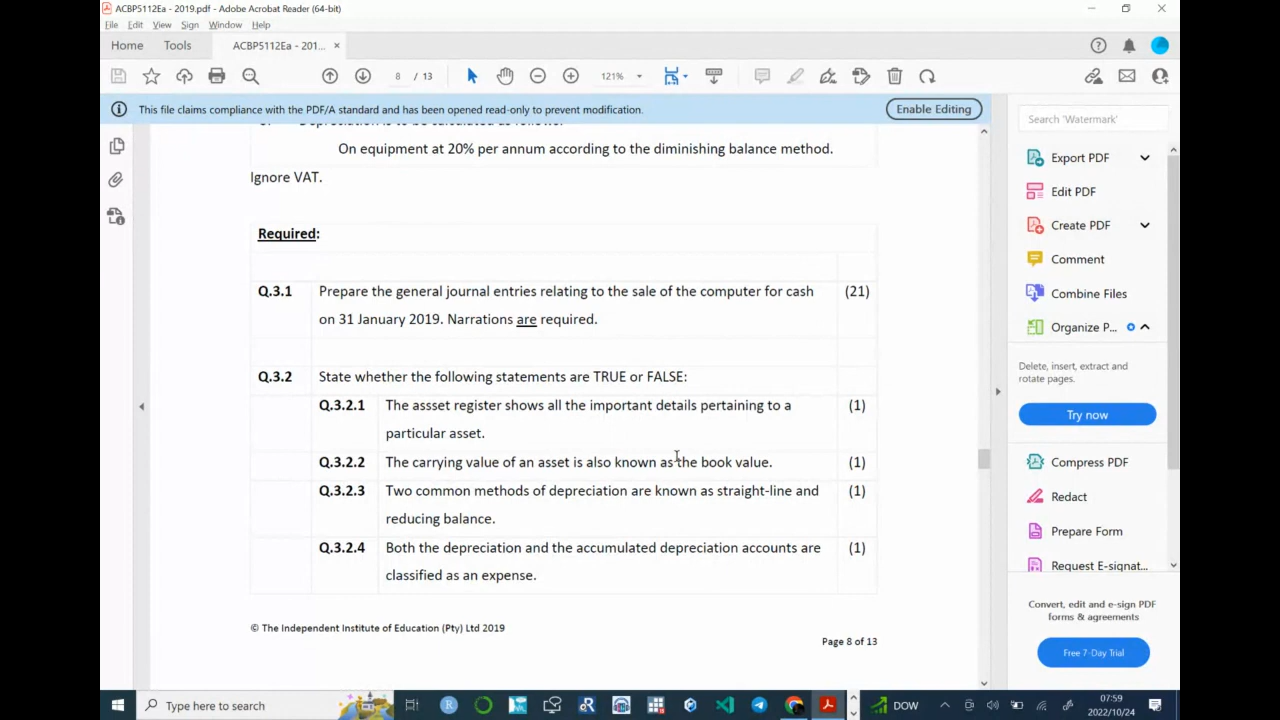 ACBP5112Ea - 2019.pdf - Adobe Acrobat Reader (64-bit)
File Edit View Sign Window Help
Home Tools ACBP5112Ea - 201... ×
8 / 13 121%
This file claims compliance with the PDF/A standard and has been opened read-only to prevent modification. Enable Editing
Depreciation is to be calculated as follows:
On equipment at 20% per annum according to the diminishing balance method.
Ignore VAT.
Required:
Q.3.1 Prepare the general journal entries relating to the sale of the computer for cash (21)
on 31 January 2019. Narrations are required.
Q.3.2 State whether the following statements are TRUE or FALSE:
Q.3.2.1 The assset register shows all the important details pertaining to a (1)
particular asset.
Q.3.2.2 The carrying value of an asset is also known as the book value. (1)
Q.3.2.3 Two common methods of depreciation are known as straight-line and (1)
reducing balance.
Q.3.2.4 Both the depreciation and the accumulated depreciation accounts are (1)
classified as an expense.
© The Independent Institute of Education (Pty) Ltd 2019
Page 8 of 13
Search 'Watermark'
Export PDF
Edit PDF
Create PDF
Comment
Combine Files
Organize P...
Delete, insert, extract and
rotate pages.
Try now
Compress PDF
Redact
Prepare Form
Request E-signat...
Convert, edit and e-sign PDF
forms & agreements
Free 7-Day Trial
Type here to search
DOW
07:59
2022/10/24